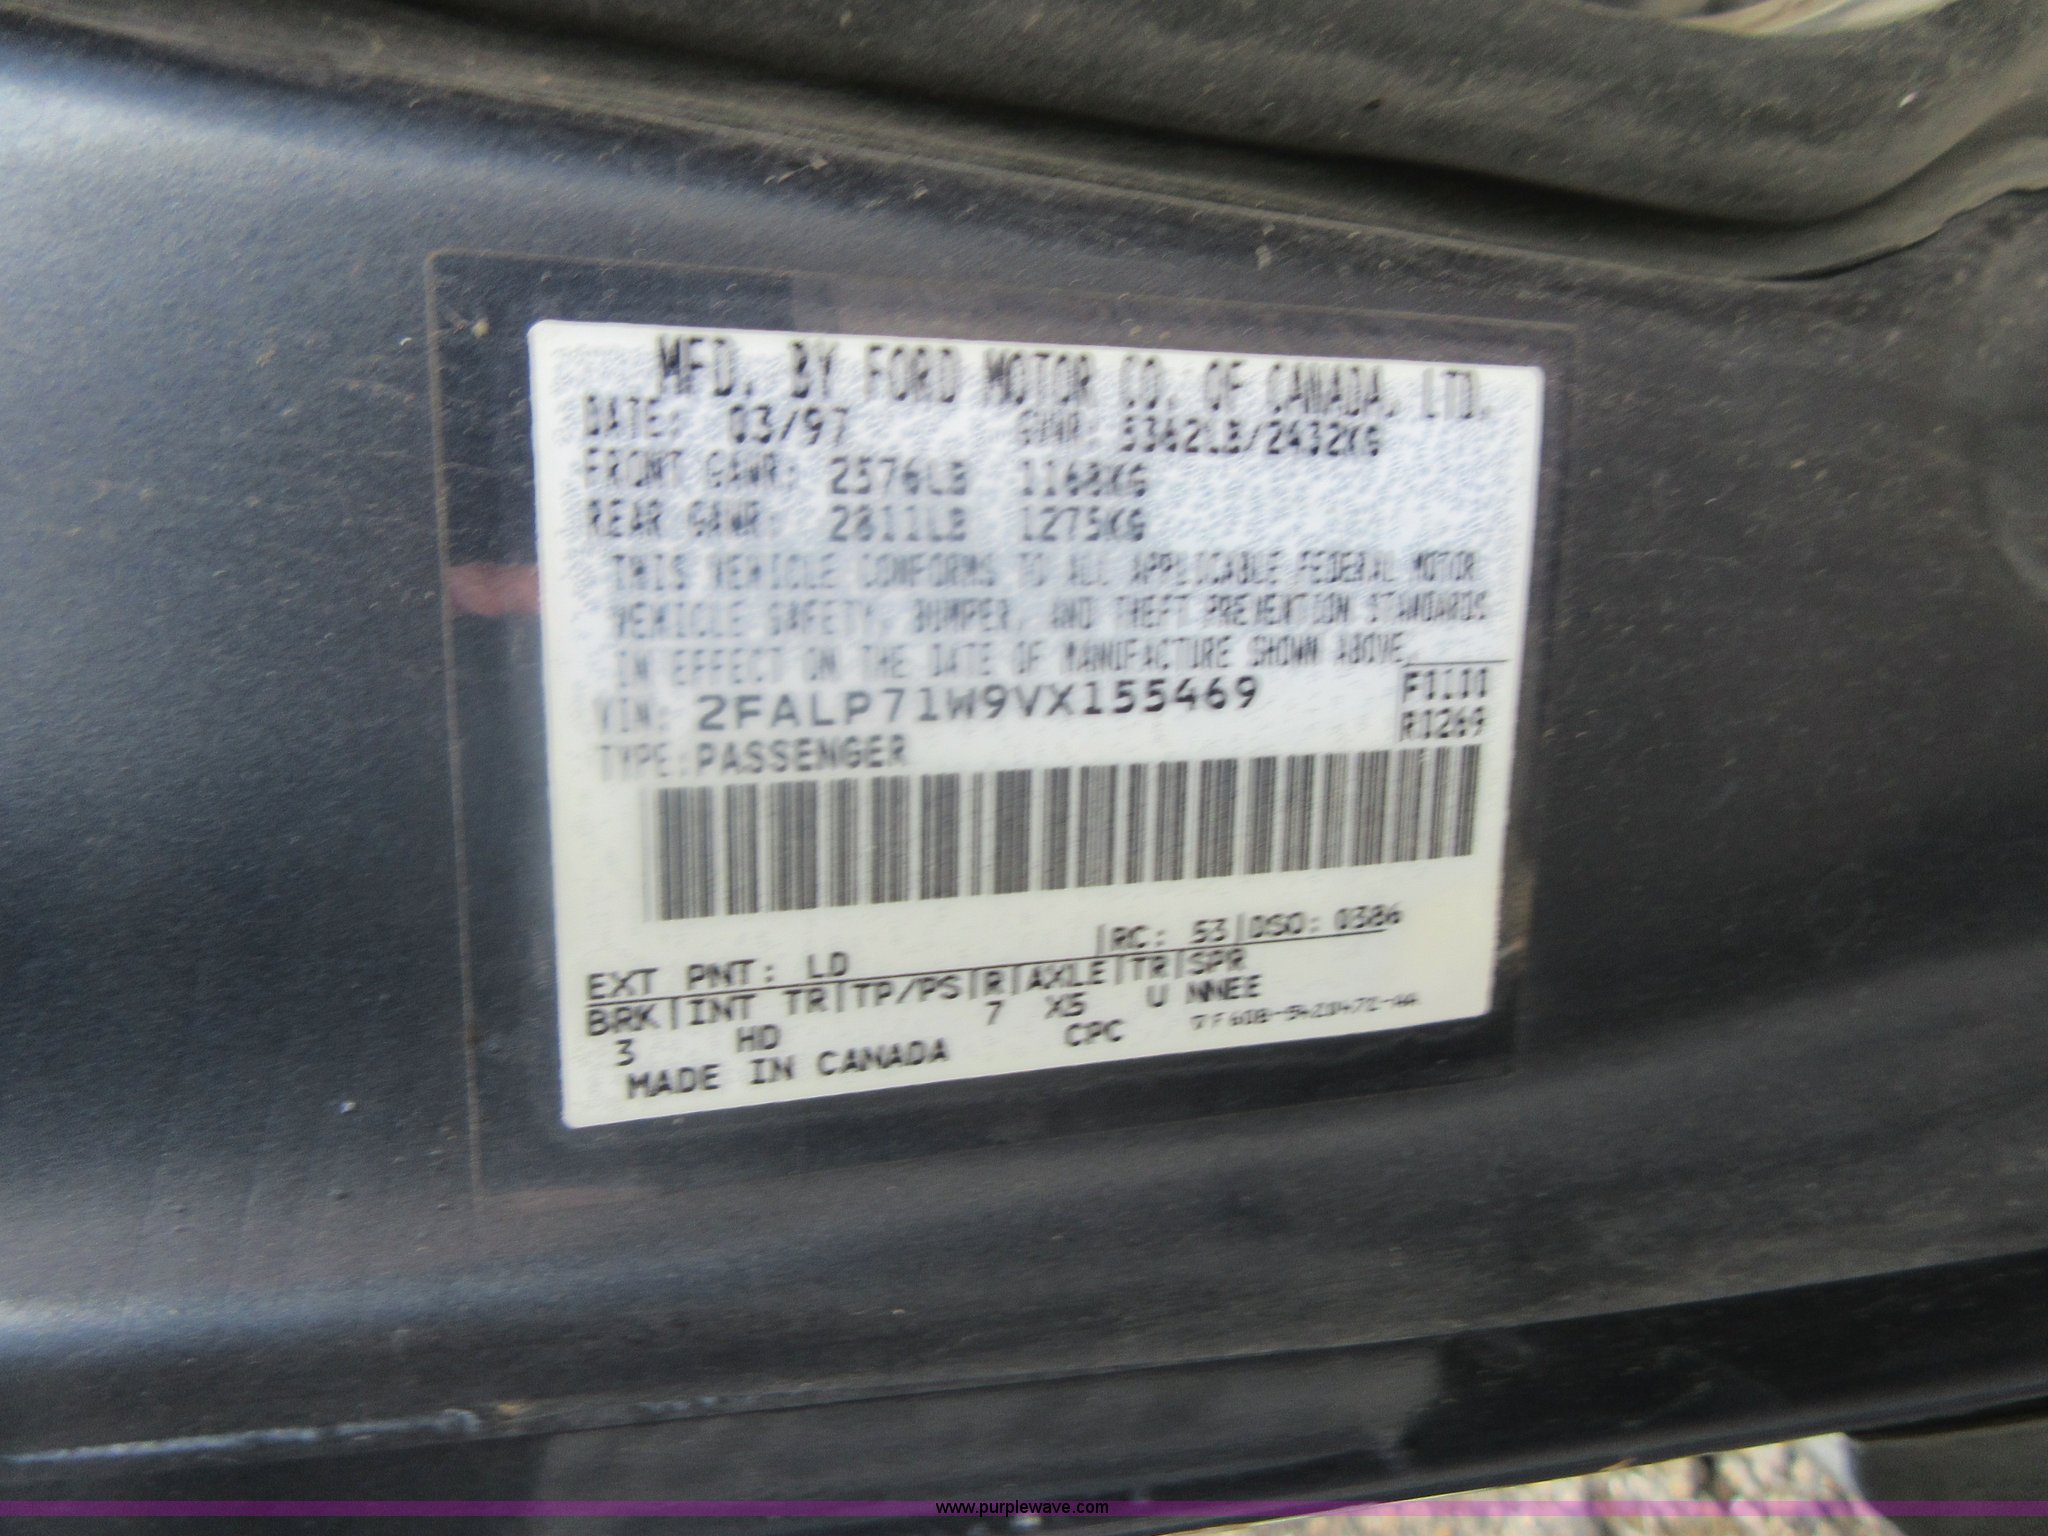 MFD. BY FORD MOTOR CO. OF CANADA, LTD.
DATE: 03/97 GVWR: 5362LB/2432KG
FRONT GAWR: 2576LB 1168KG
REAR GAWR: 2811LB 1275KG
THIS VEHICLE CONFORMS TO ALL APPLICABLE FEDERAL MOTOR
VEHICLE SAFETY, BUMPER, AND THEFT PREVENTION STANDARDS
IN EFFECT ON THE DATE OF MANUFACTURE SHOWN ABOVE.
VIN: 2FALP71W9VX155469
TYPE: PASSENGER
R0269
EXT PNT: LD |RC: 53|DSO: 0386
BRK|INT TR|TP/PS|R|AXLE|TR|SPR
3 HD 7 X5 U NNEE
MADE IN CANADA CPC
www.purplewave.com